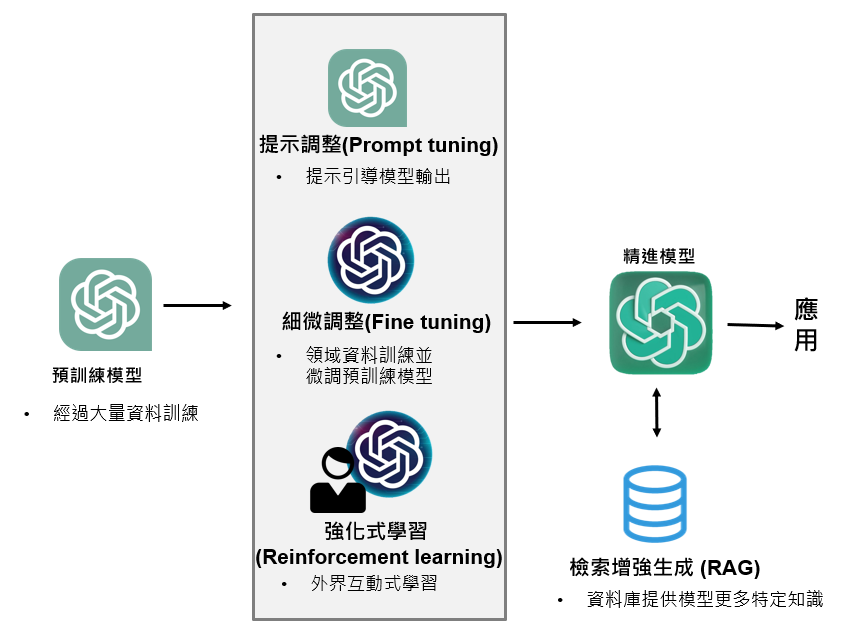 提示調整(Prompt tuning)
• 提示引導模型輸出
細微調整(Fine tuning)
• 領域資料訓練並
微調預訓練模型
強化式學習
(Reinforcement learning)
• 外界互動式學習
預訓練模型
• 經過大量資料訓練
精進模型
應
用
檢索增強生成 (RAG)
• 資料庫提供模型更多特定知識